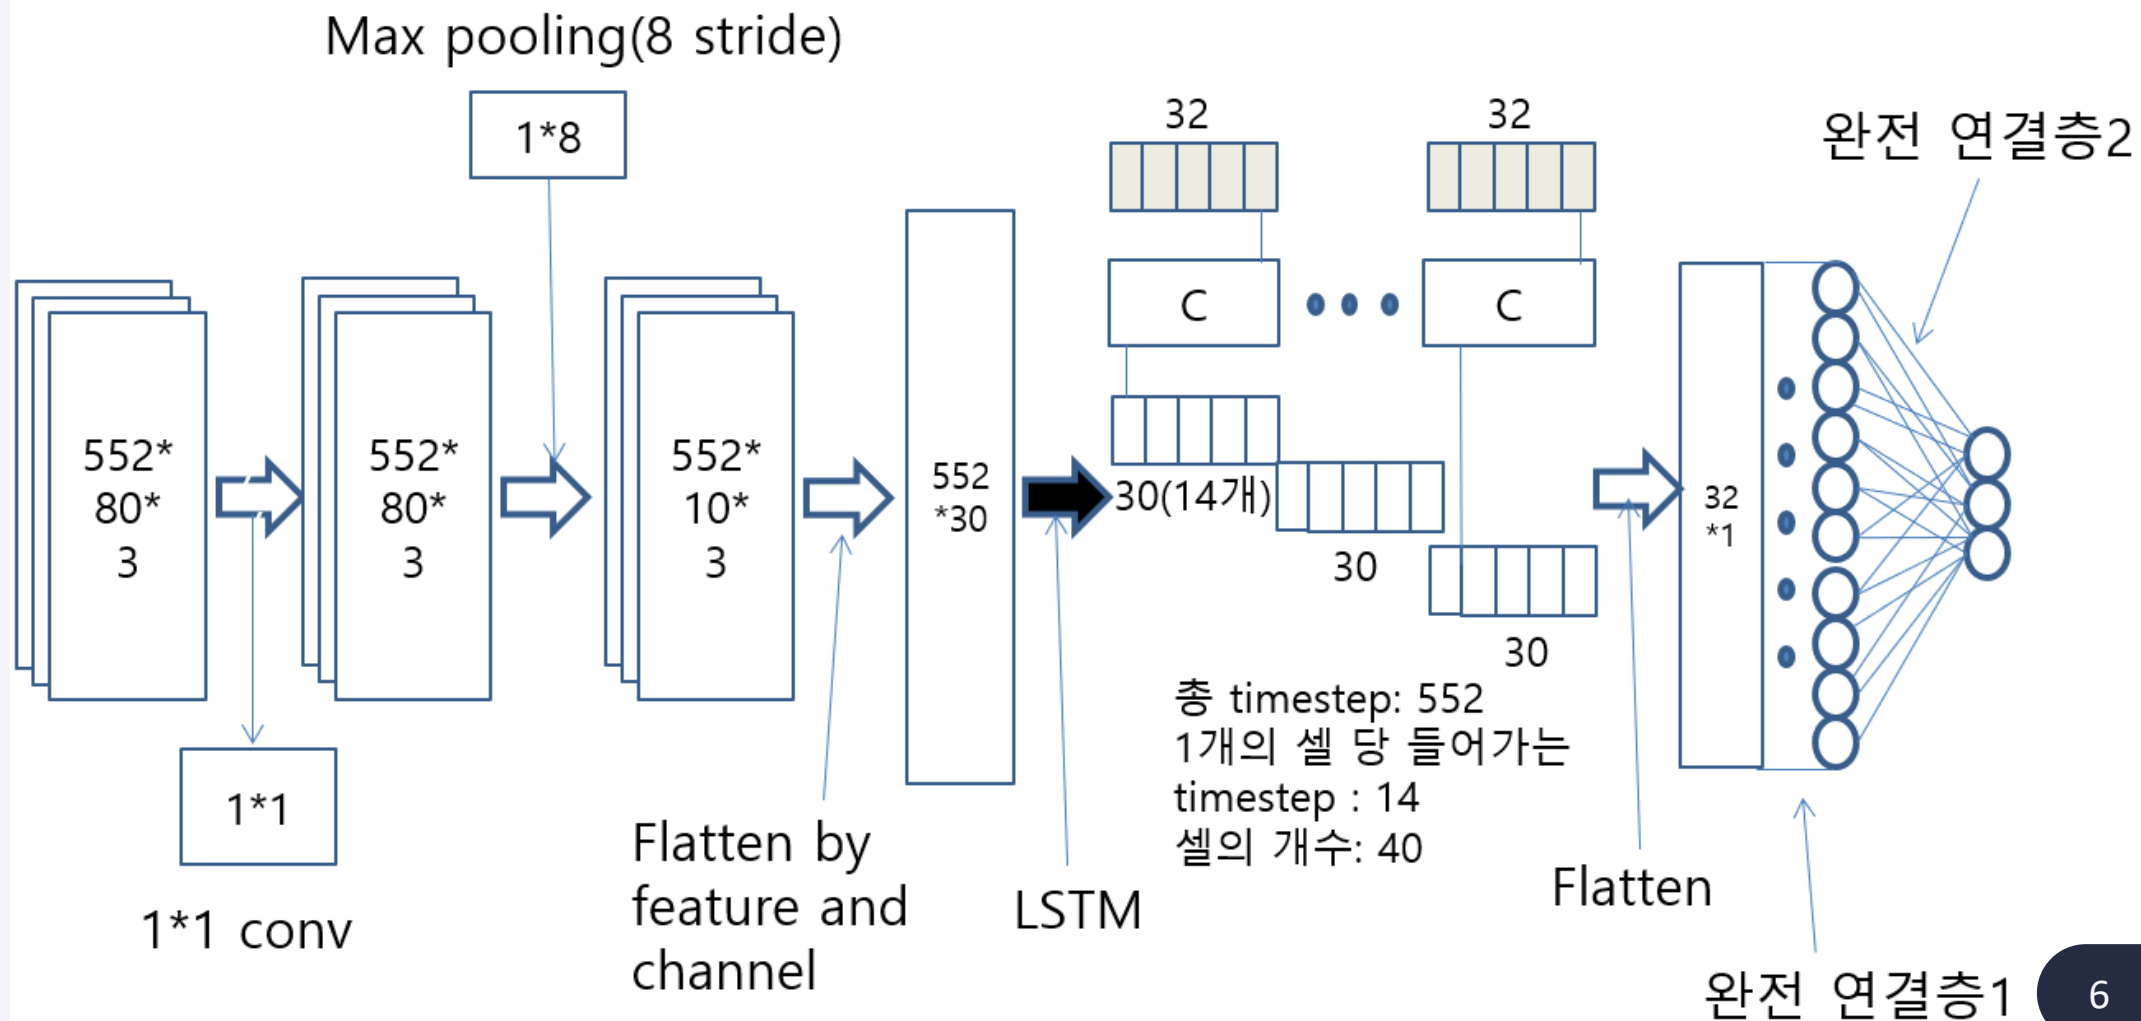 Max pooling(8 stride)
1*8
552*
80*
3
552*
80*
3
552*
10*
3
1*1
1*1 conv
Flatten by
feature and
channel
552
*30
LSTM
32
32
C
C
30(14개)
30
30
총 timestep: 552
1개의 셀 당 들어가는
timestep : 14
셀의 개수: 40
Flatten
32
*1
완전 연결층2
완전 연결층1
6